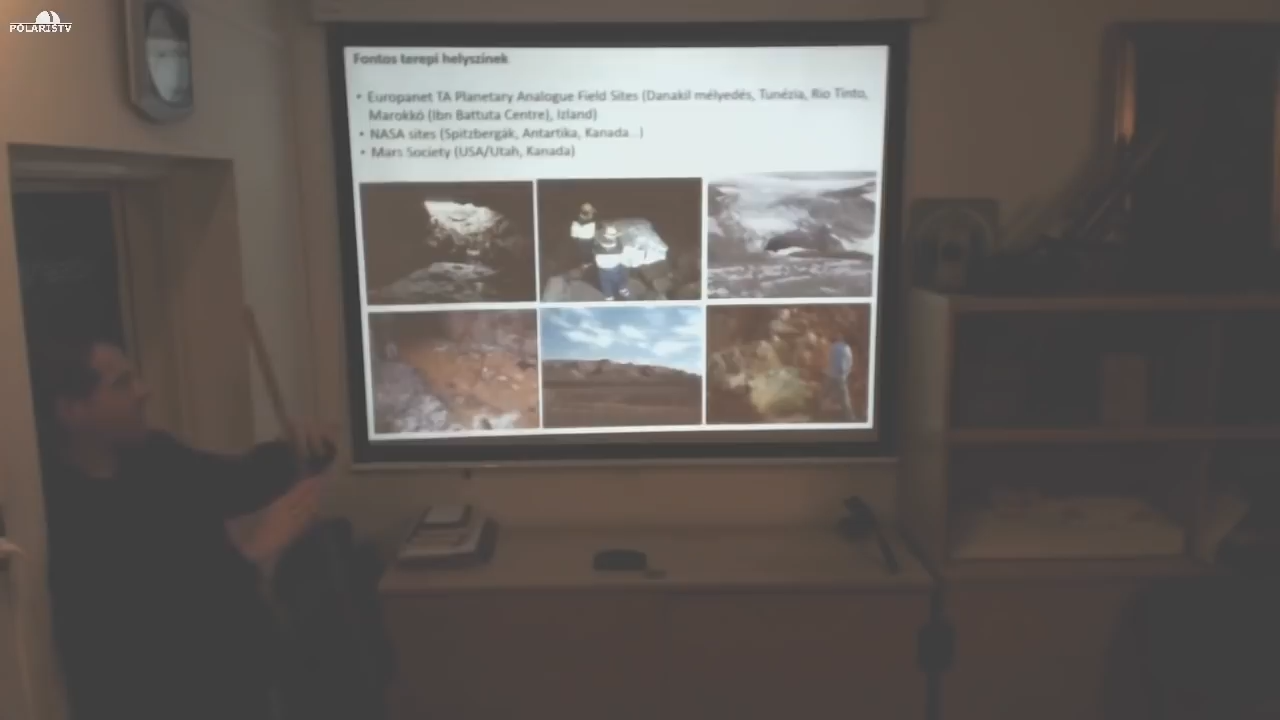 POLARISTV
Fontos terepi helyszínek
• Europanet TA Planetary Analogue Field Sites (Danakil mélyedés, Tunézia, Rio Tinto,
Marokkó (Ibn Battuta Centre), Izland)
• NASA sites (Spitzbergák, Antartika, Kanada...)
• Mars Society (USA/Utah, Kanada)